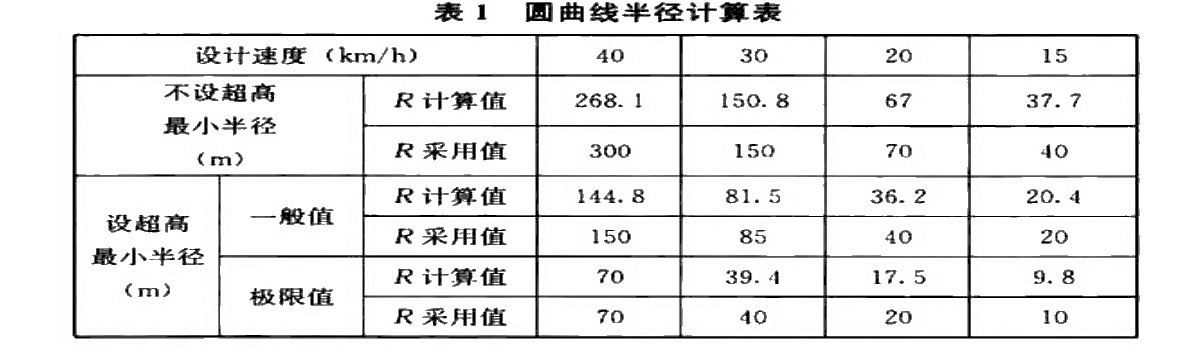 表 1 圆曲线半径计算表
设计速度 (km/h) 40 30 20 15
不设超高
最小半径
(m)
R 计算值 268. 1 150. 8 67 37. 7
R 采用值 300 150 70 40
设超高
最小半径
(m)
一般值
R 计算值 144. 8 81. 5 36. 2 20. 4
R 采用值 150 85 40 20
极限值
R 计算值 70 39. 4 17. 5 9. 8
R 采用值 70 40 20 10